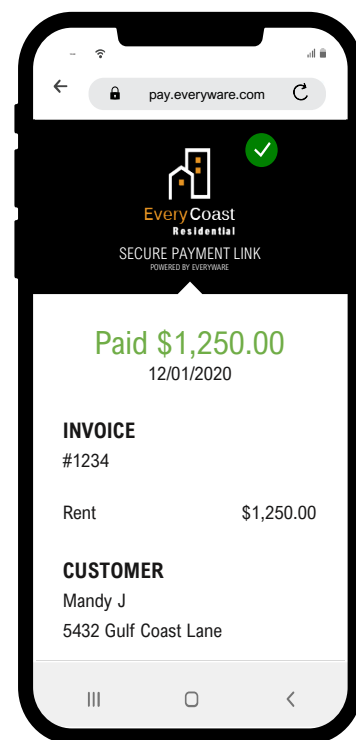 pay.everyware.com
EveryCoast
Residential
SECURE PAYMENT LINK
POWERED BY EVERYWARE
Paid $1,250.00
12/01/2020
INVOICE
#1234
Rent $1,250.00
CUSTOMER
Mandy J
5432 Gulf Coast Lane